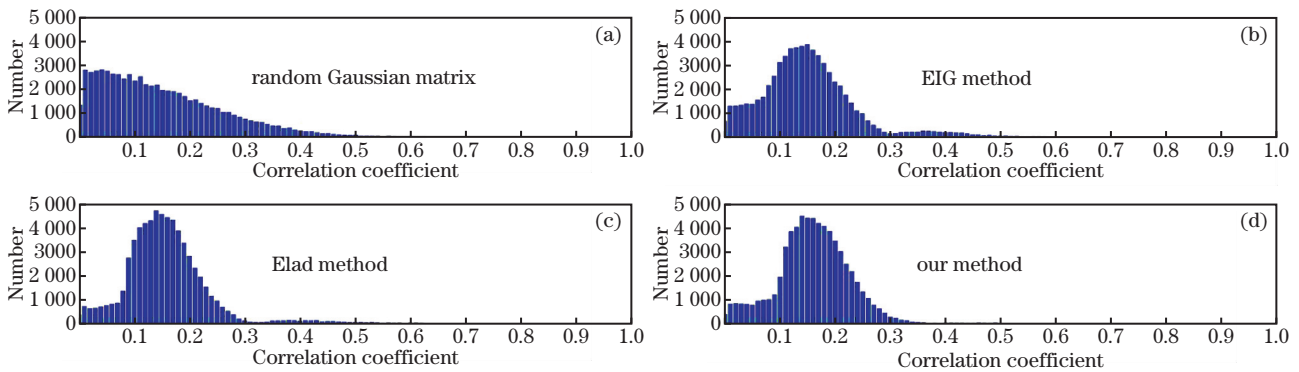 (a)
Number
5 000
4 000
3000
2 000
1 000
0
random Gaussian matrix
0.1 0.2 0.3 0.4 0.5 0.6 0.7 0.8 0.9 1.0
Correlation coefficient
(b)
Number
5 000
4 000
3000
2 000
1 000
0
EIG method
0.1 0.2 0.3 0.4 0.5 0.6 0.7 0.8 0.9 1.0
Correlation coefficient
(c)
Number
5 000
4 000
3000
2 000
1 000
0
Elad method
0.1 0.2 0.3 0.4 0.5 0.6 0.7 0.8 0.9 1.0
Correlation coefficient
(d)
Number
5 000
4 000
3000
2 000
1 000
0
our method
0.1 0.2 0.3 0.4 0.5 0.6 0.7 0.8 0.9 1.0
Correlation coefficient